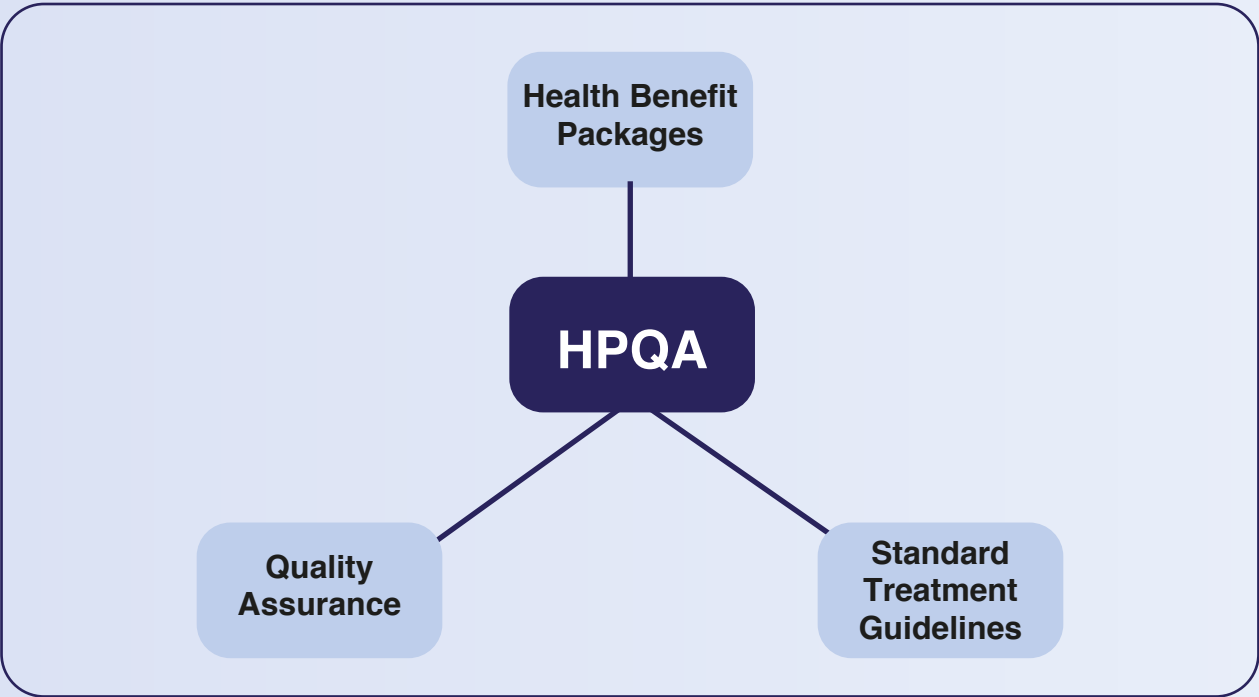 Health Benefit
Packages
HPQA
Quality
Assurance
Standard
Treatment
Guidelines